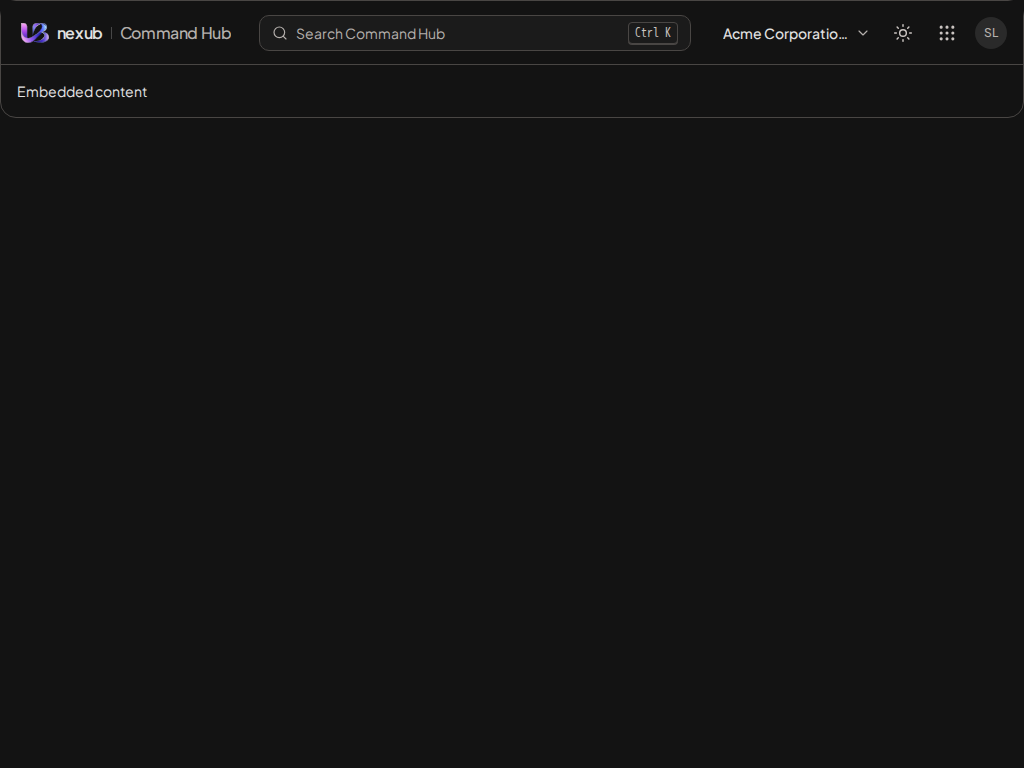 nexub | Command Hub
Search Command Hub
Ctrl K
Acme Corporatio…
SL
Embedded content